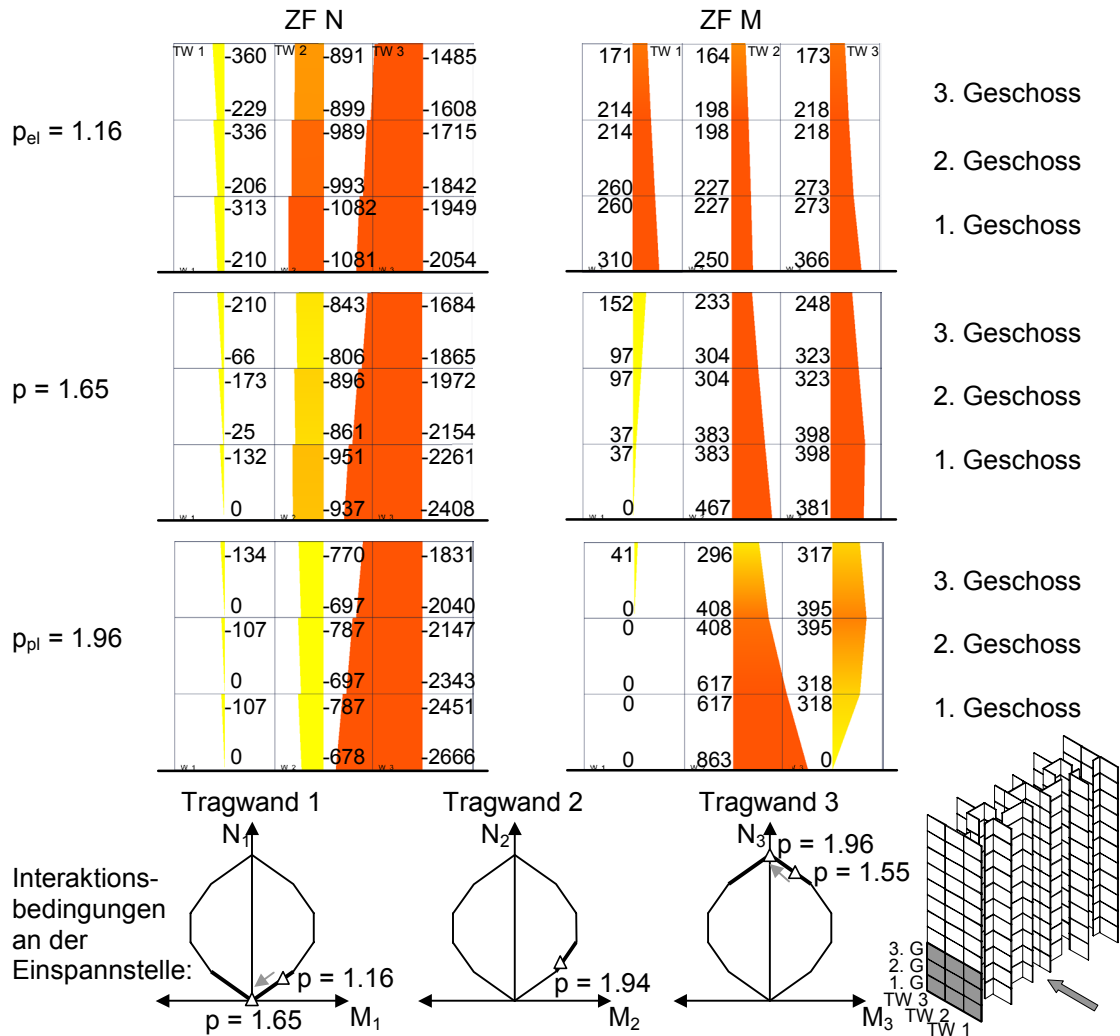 ZF N
ZF M
TW 1 TW 2 TW 3
TW 1 TW 2 TW 3
-360 -891 -1485
171 164 173
3. Geschoss
-229 -899 -1608
214 198 218
p_el = 1.16
-336 -989 -1715
214 198 218
2. Geschoss
-206 -993 -1842
260 227 273
-313 -1082 -1949
260 227 273
1. Geschoss
-210 -1081 -2054
310 250 366
-210 -843 -1684
152 233 248
3. Geschoss
-66 -806 -1865
97 304 323
p = 1.65
-173 -896 -1972
97 304 323
2. Geschoss
-25 -861 -2154
37 383 398
-132 -951 -2261
37 383 398
1. Geschoss
0 -937 -2408
0 467 381
-134 -770 -1831
41 296 317
3. Geschoss
0 -697 -2040
0 408 395
p_pl = 1.96
-107 -787 -2147
0 408 395
2. Geschoss
0 -697 -2343
0 617 318
-107 -787 -2451
0 617 318
1. Geschoss
0 -678 -2666
0 863 0
Tragwand 1
Tragwand 2
Tragwand 3
N1
N2
N3
p = 1.96
p = 1.55
Interaktions-
bedingungen
an der
Einspannstelle:
p = 1.16
p = 1.65
M1
p = 1.94
M2
M3
3. G
2. G
1. G
TW 3
TW 2
TW 1